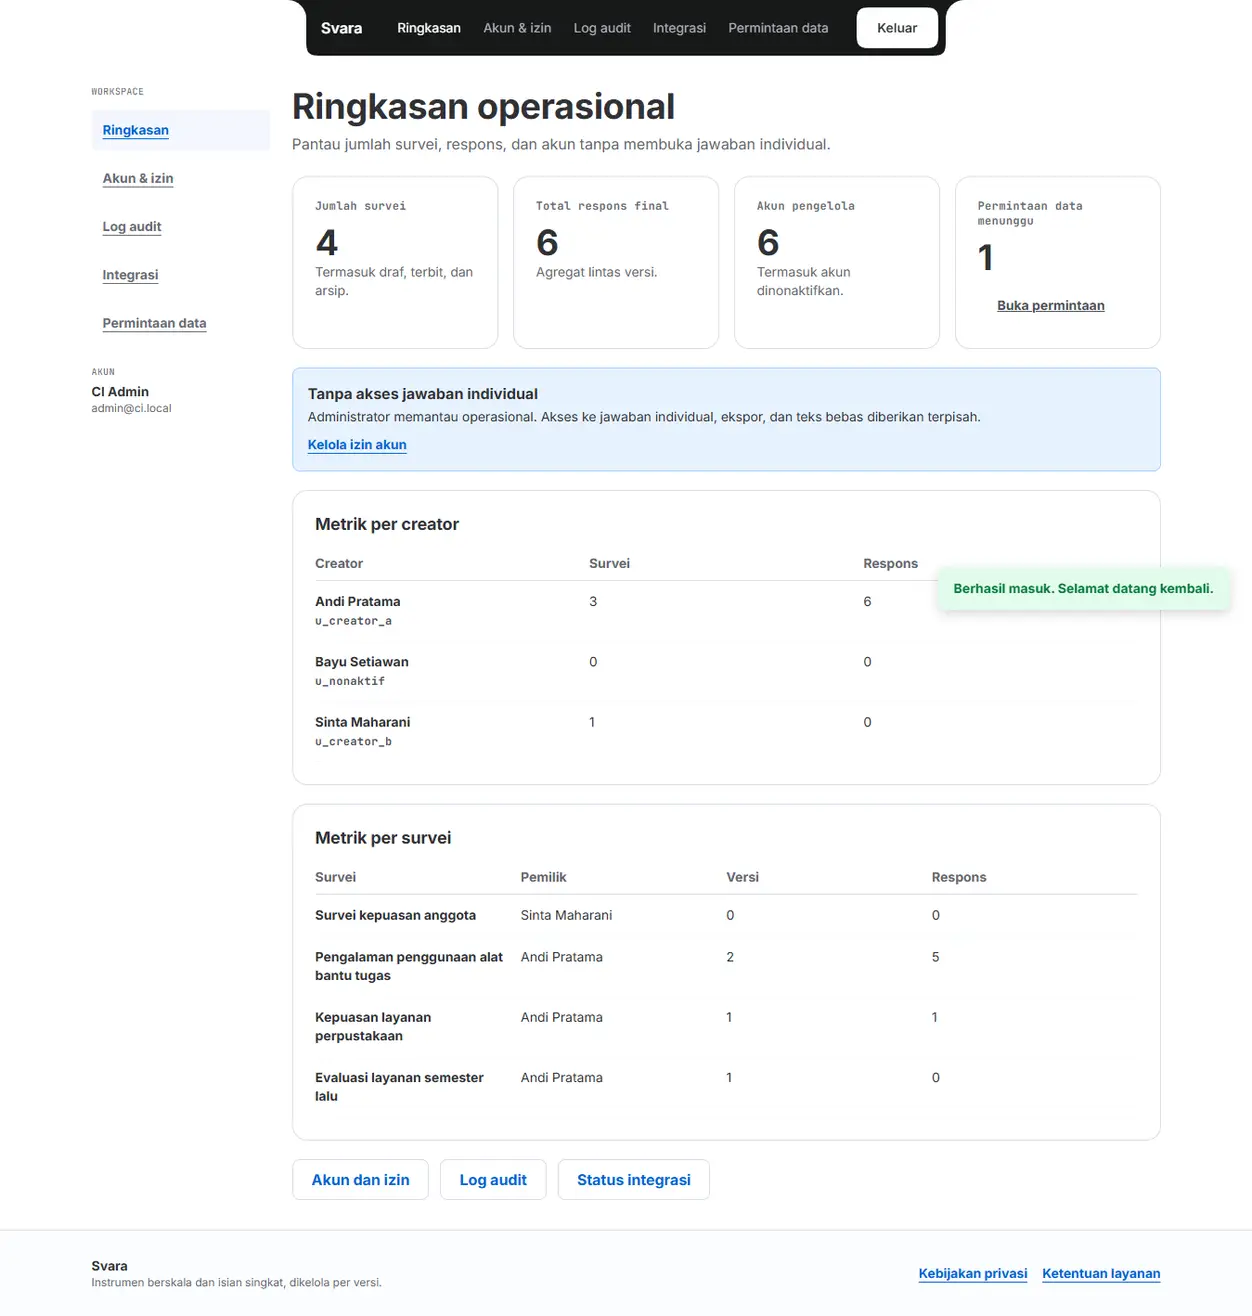 Svara
Ringkasan
Akun & izin
Log audit
Integrasi
Permintaan data
Keluar
WORKSPACE
Ringkasan
Akun & izin
Log audit
Integrasi
Permintaan data
AKUN
CI Admin
admin@ci.local
Ringkasan operasional
Pantau jumlah survei, respons, dan akun tanpa membuka jawaban individual.
Jumlah survei
4
Termasuk draf, terbit, dan
arsip.
Total respons final
6
Agregat lintas versi.
Akun pengelola
6
Termasuk akun
dinonaktifkan.
Permintaan data
menunggu
1
Buka permintaan
Tanpa akses jawaban individual
Administrator memantau operasional. Akses ke jawaban individual, ekspor, dan teks bebas diberikan terpisah.
Kelola izin akun
Metrik per creator
Creator Survei Respons
Andi Pratama 3 6
u_creator_a
Berhasil masuk. Selamat datang kembali.
Bayu Setiawan 0 0
u_nonaktif
Sinta Maharani 1 0
u_creator_b
Metrik per survei
Survei Pemilik Versi Respons
Survei kepuasan anggota Sinta Maharani 0 0
Pengalaman penggunaan alat Andi Pratama 2 5
bantu tugas
Kepuasan layanan Andi Pratama 1 1
perpustakaan
Evaluasi layanan semester Andi Pratama 1 0
lalu
Akun dan izin
Log audit
Status integrasi
Svara
Instrumen berskala dan isian singkat, dikelola per versi.
Kebijakan privasi
Ketentuan layanan